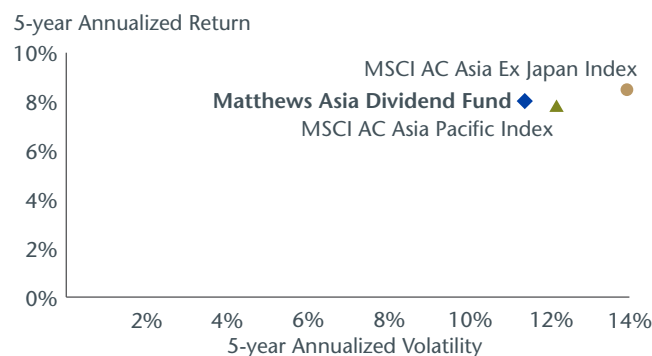 5-year Annualized Return
10%
MSCI AC Asia Ex Japan Index
8%
Matthews Asia Dividend Fund
MSCI AC Asia Pacific Index
6%
4%
2%
0%
2% 4% 6% 8% 10% 12% 14%
5-year Annualized Volatility